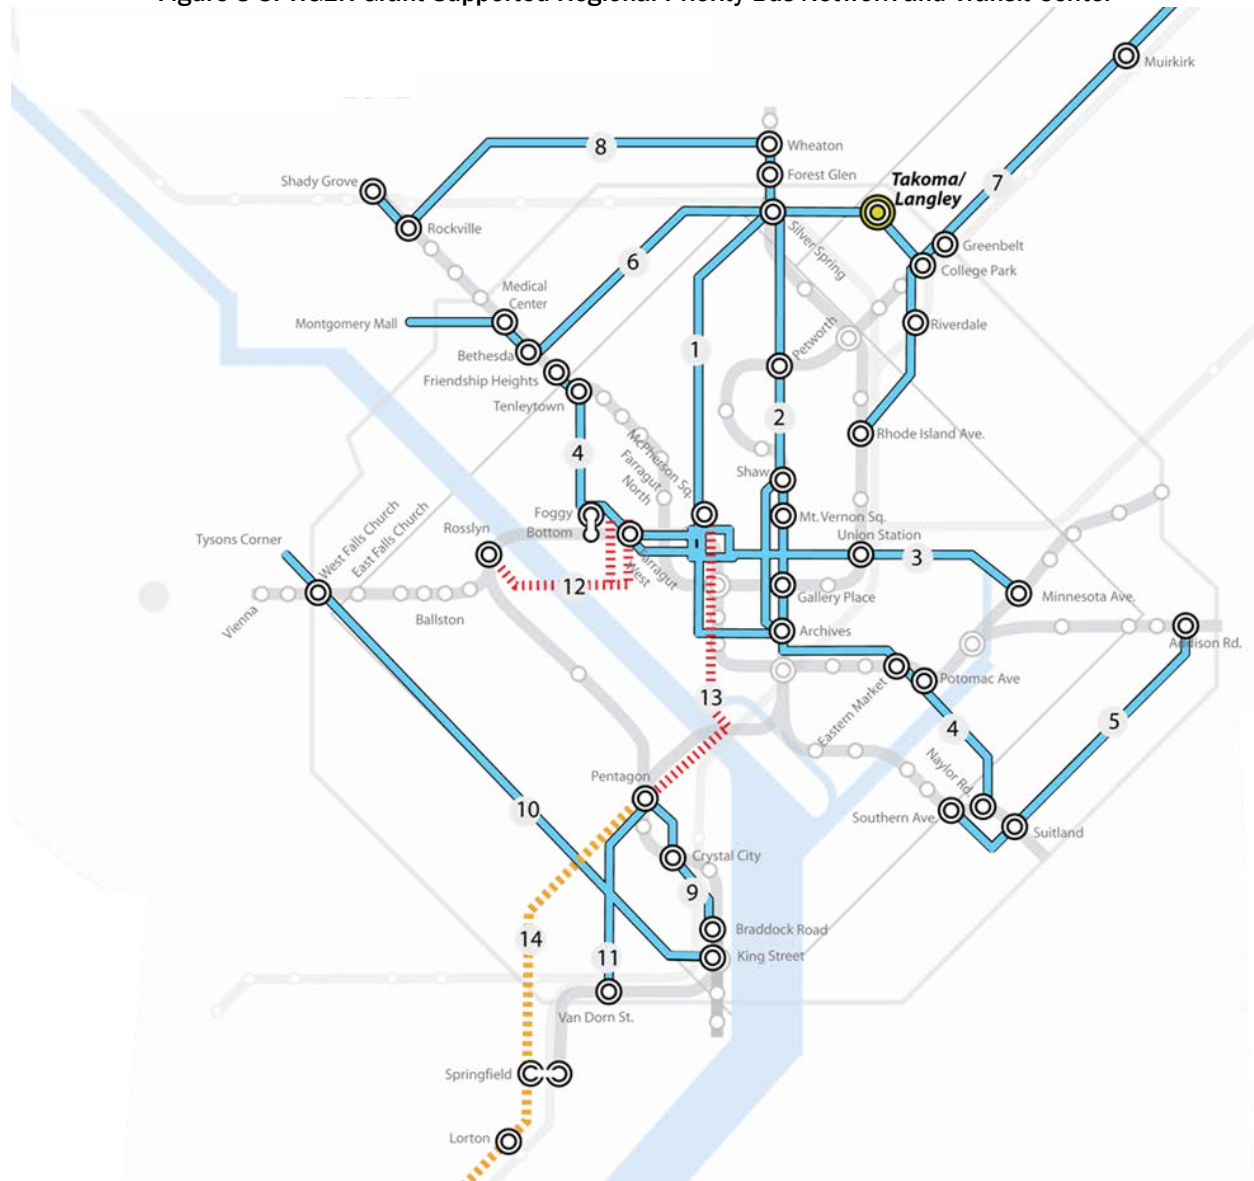 Muirkirk
8
Wheaton
Forest Glen
Takoma/
Langley
7
Shady Grove
Rockville
Silver Spring
Greenbelt
College Park
6
Medical
Center
Montgomery Mall
Bethesda
Riverdale
Petworth
1
Friendship Heights
Tenleytown
2
Rhode Island Ave.
4
McPherson Sq.
Farragut
North
Shaw
Foggy
Bottom
Mt. Vernon Sq.
Rosslyn
Union Station
Tysons Corner
West Falls Church
East Falls Church
3
Farragut
West
12
Vienna
Ballston
Gallery Place
Minnesota Ave.
Archives
Addison Rd.
Eastern Market
Potomac Ave
13
4
5
Naylor Rd.
Pentagon
10
Southern Ave.
Suitland
Crystal City
9
Braddock Road
14
11
King Street
Van Dorn St.
Springfield
Lorton